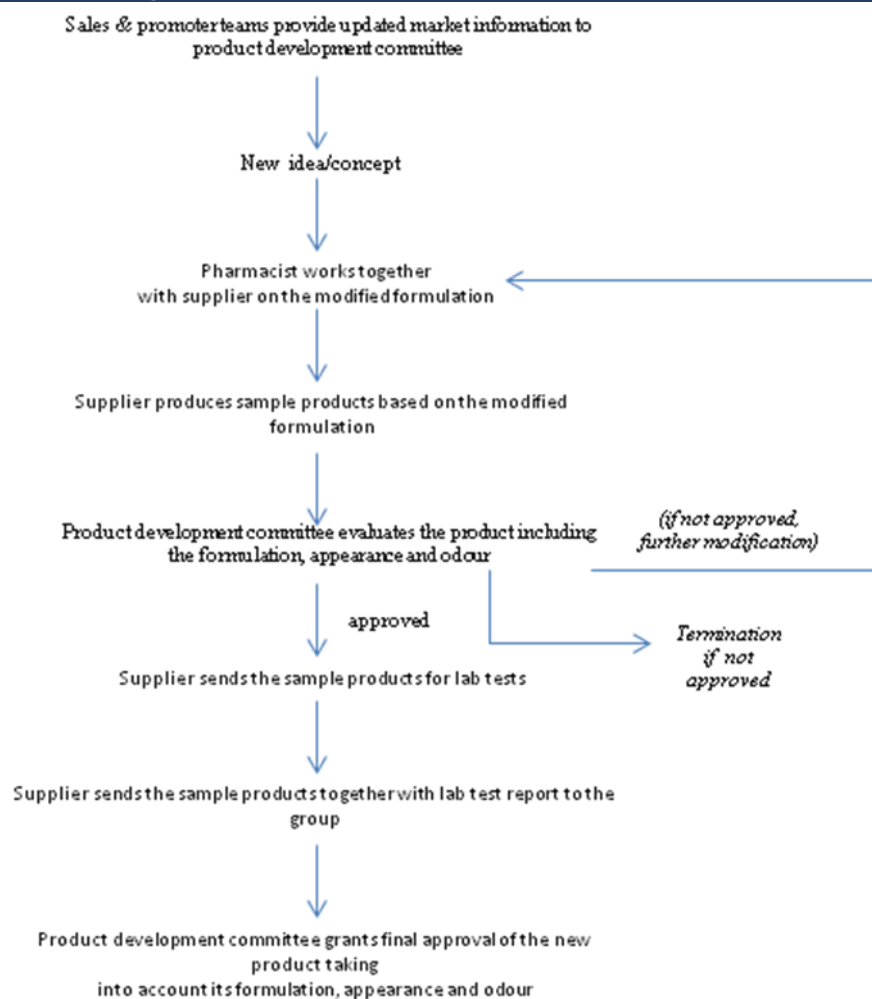 Sales & promoter teams provide updated market information to
product development committee
New idea/concept
Pharmacist works together
with supplier on the modified formulation
Supplier produces sample products based on the modified
formulation
Product development committee evaluates the product including
the formulation, appearance and odour
(if not approved,
further modification)
approved
Termination
if not
approved
Supplier sends the sample products for lab tests
Supplier sends the sample products together with lab test report to the
group
Product development committee grants final approval of the new
product taking
into account its formulation, appearance and odour